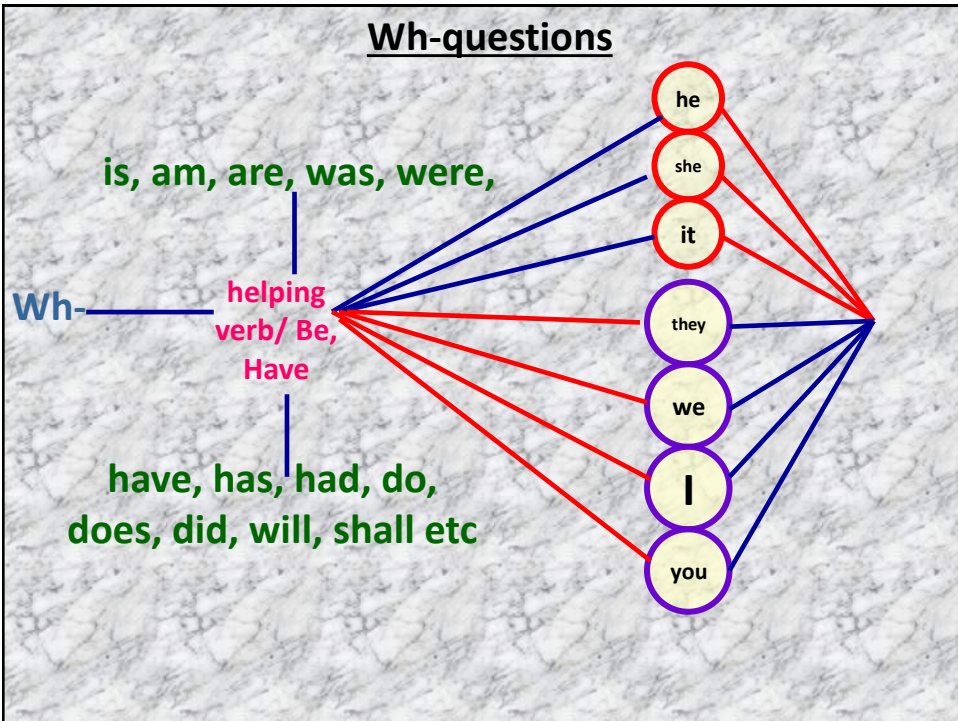 Wh-questions
is, am, are, was, were,
Wh-
helping
verb/ Be,
Have
have, has, had, do,
does, did, will, shall etc
he
she
it
they
we
I
you